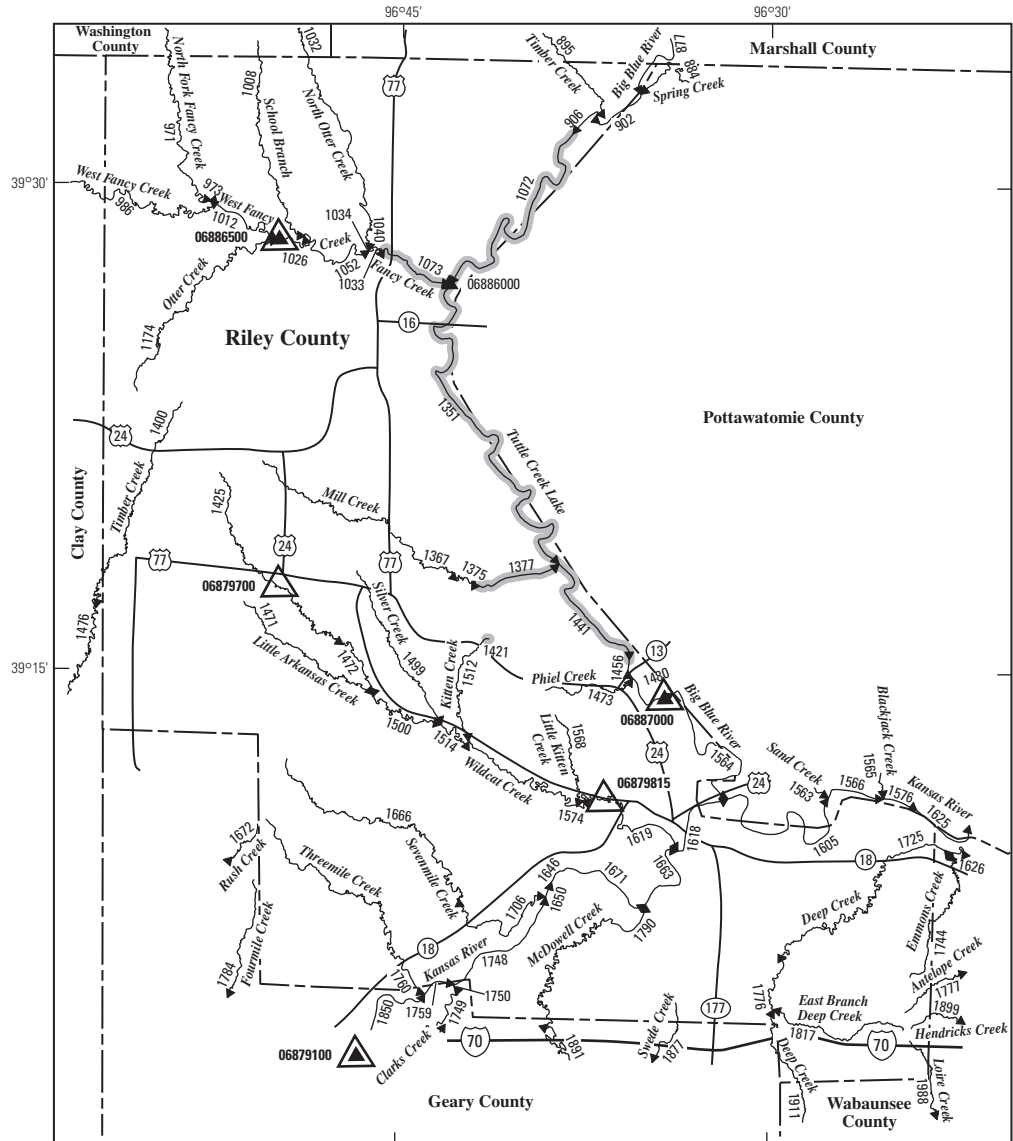 96°45'
96°30'
Washington
County
Marshall County
North Fork Fancy
Creek
971
1008
School Branch
1032
North Otter Creek
77
Timber Creek
895
Big Blue River
877
884
Spring Creek
902
906
39°30'
West Fancy Creek
986
973
West Fancy
Creek
1012
06886500
1026
1034
1040
1052
1033
Fancy Creek
1073
1072
06886000
Otter Creek
1174
Riley County
16
1351
Tuttle Creek Lake
Pottawatomie County
24
1400
Timber Creek
Clay County
1425
24
Mill Creek
77
77
1367
1375
1377
06879700
1471
1476
Silver Creek
1441
39°15'
Little Arkansas Creek
1472
1499
Kitten Creek
1512
1421
Phiel Creek
1473
1456
13
1480
06887000
Big Blue River
1500
1514
Wildcat Creek
Little Kitten
Creek
1568
24
1564
24
06879815
1574
Sand Creek
1563
1566
Blackjack Creek
1565
1576
Kansas River
1625
1666
1619
1618
1605
1725
18
1626
1672
Rush Creek
Threemile Creek
Sevenmile Creek
1646
1650
1671
1663
1706
Deep Creek
Emmons Creek
1744
Fourmile Creek
1784
18
Kansas River
1748
McDowell Creek
1790
Antelope Creek
1777
1760
1850
1759
1749
1750
177
1776
East Branch
Deep Creek
1899
Hendricks Creek
1817
70
06879100
Clarks Creek
70
1891
Swede Creek
1877
Deep Creek
1911
Loire Creek
1988
Geary County
Wabaunsee
County